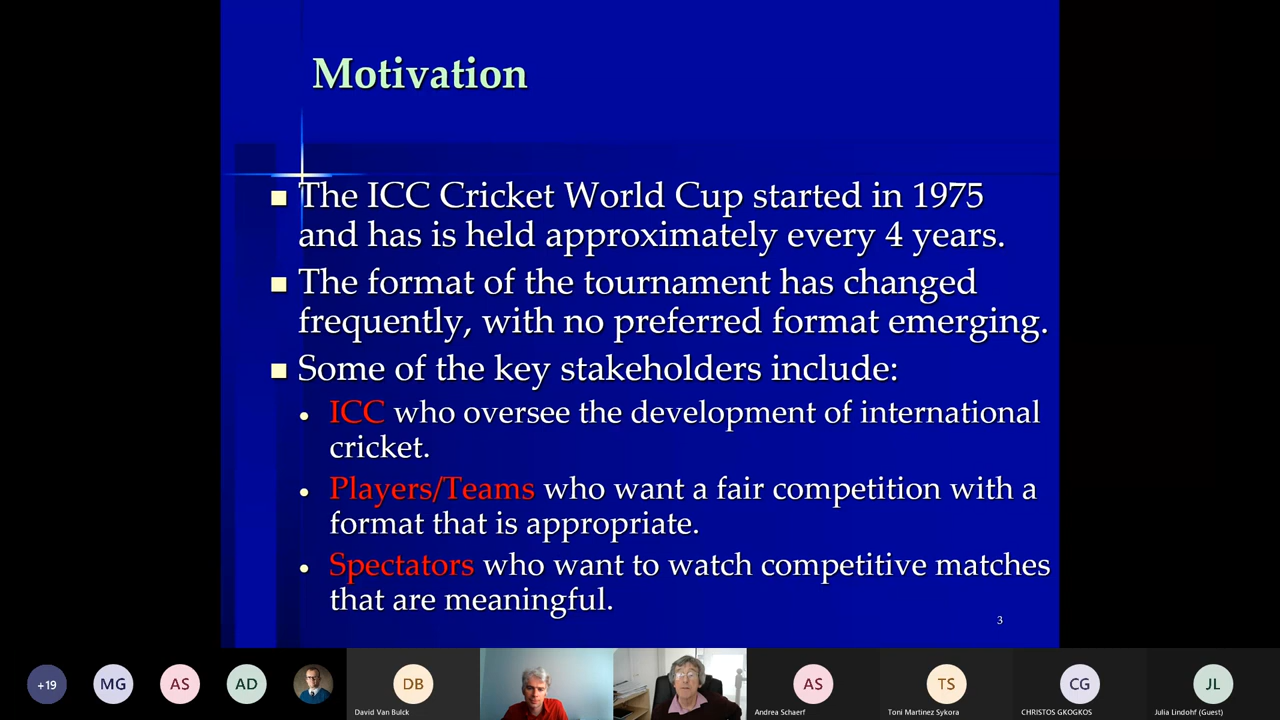 Motivation
The ICC Cricket World Cup started in 1975
and has is held approximately every 4 years.
The format of the tournament has changed
frequently, with no preferred format emerging.
Some of the key stakeholders include:
ICC who oversee the development of international
cricket.
Players/Teams who want a fair competition with a
format that is appropriate.
Spectators who want to watch competitive matches
that are meaningful.
3
+19
MG
AS
AD
DB
David Van Bulck
AS
Andrea Schaerf
TS
Toni Martinez Sykora
CG
CHRISTOS GKOGKOS
JL
Julia Lindohf (Guest)